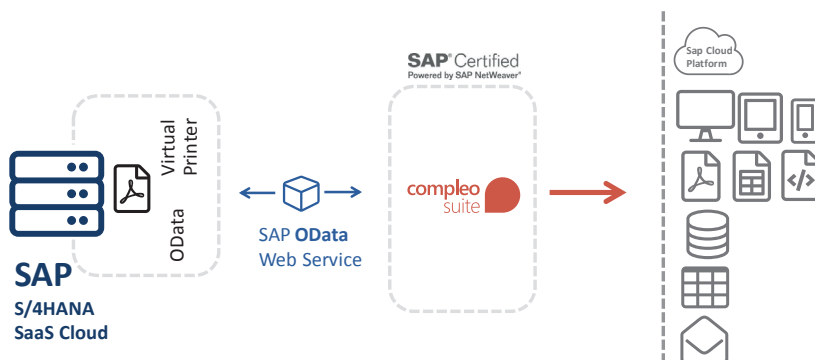 SAP® Certified
Powered by SAP NetWeaver®
Sap Cloud
Platform
Virtual
Printer
OData
compleo
suite
SAP OData
Web Service
SAP
S/4HANA
SaaS Cloud